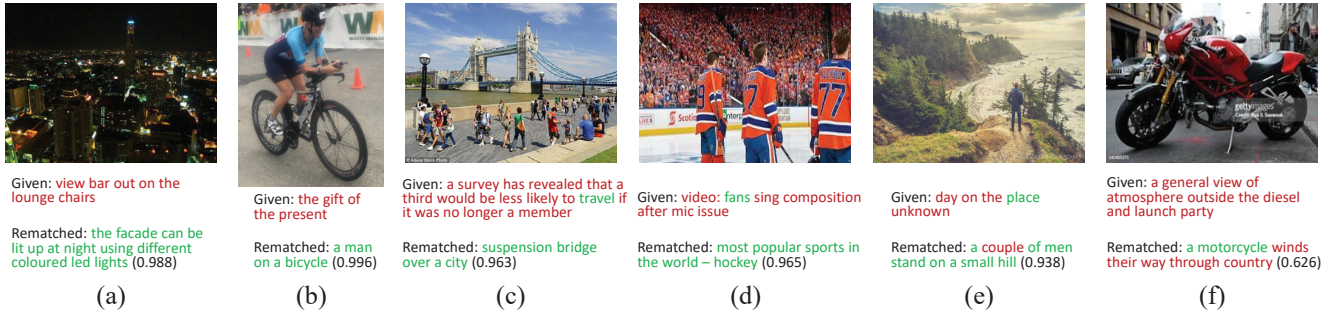 WM
LIVE 5
Scotia
77
gettyimages
Given: view bar out on the
lounge chairs
Rematched: the facade can be
lit up at night using different
coloured led lights (0.988)
(a)
Given: the gift of
the present
Rematched: a man
on a bicycle (0.996)
(b)
Given: a survey has revealed that a
third would be less likely to travel if
it was no longer a member
Rematched: suspension bridge
over a city (0.963)
(c)
Given: video: fans sing composition
after mic issue
Rematched: most popular sports in
the world – hockey (0.965)
(d)
Given: day on the place
unknown
Rematched: a couple of men
stand on a small hill (0.938)
(e)
Given: a general view of
atmosphere outside the diesel
and launch party
Rematched: a motorcycle winds
their way through country (0.626)
(f)